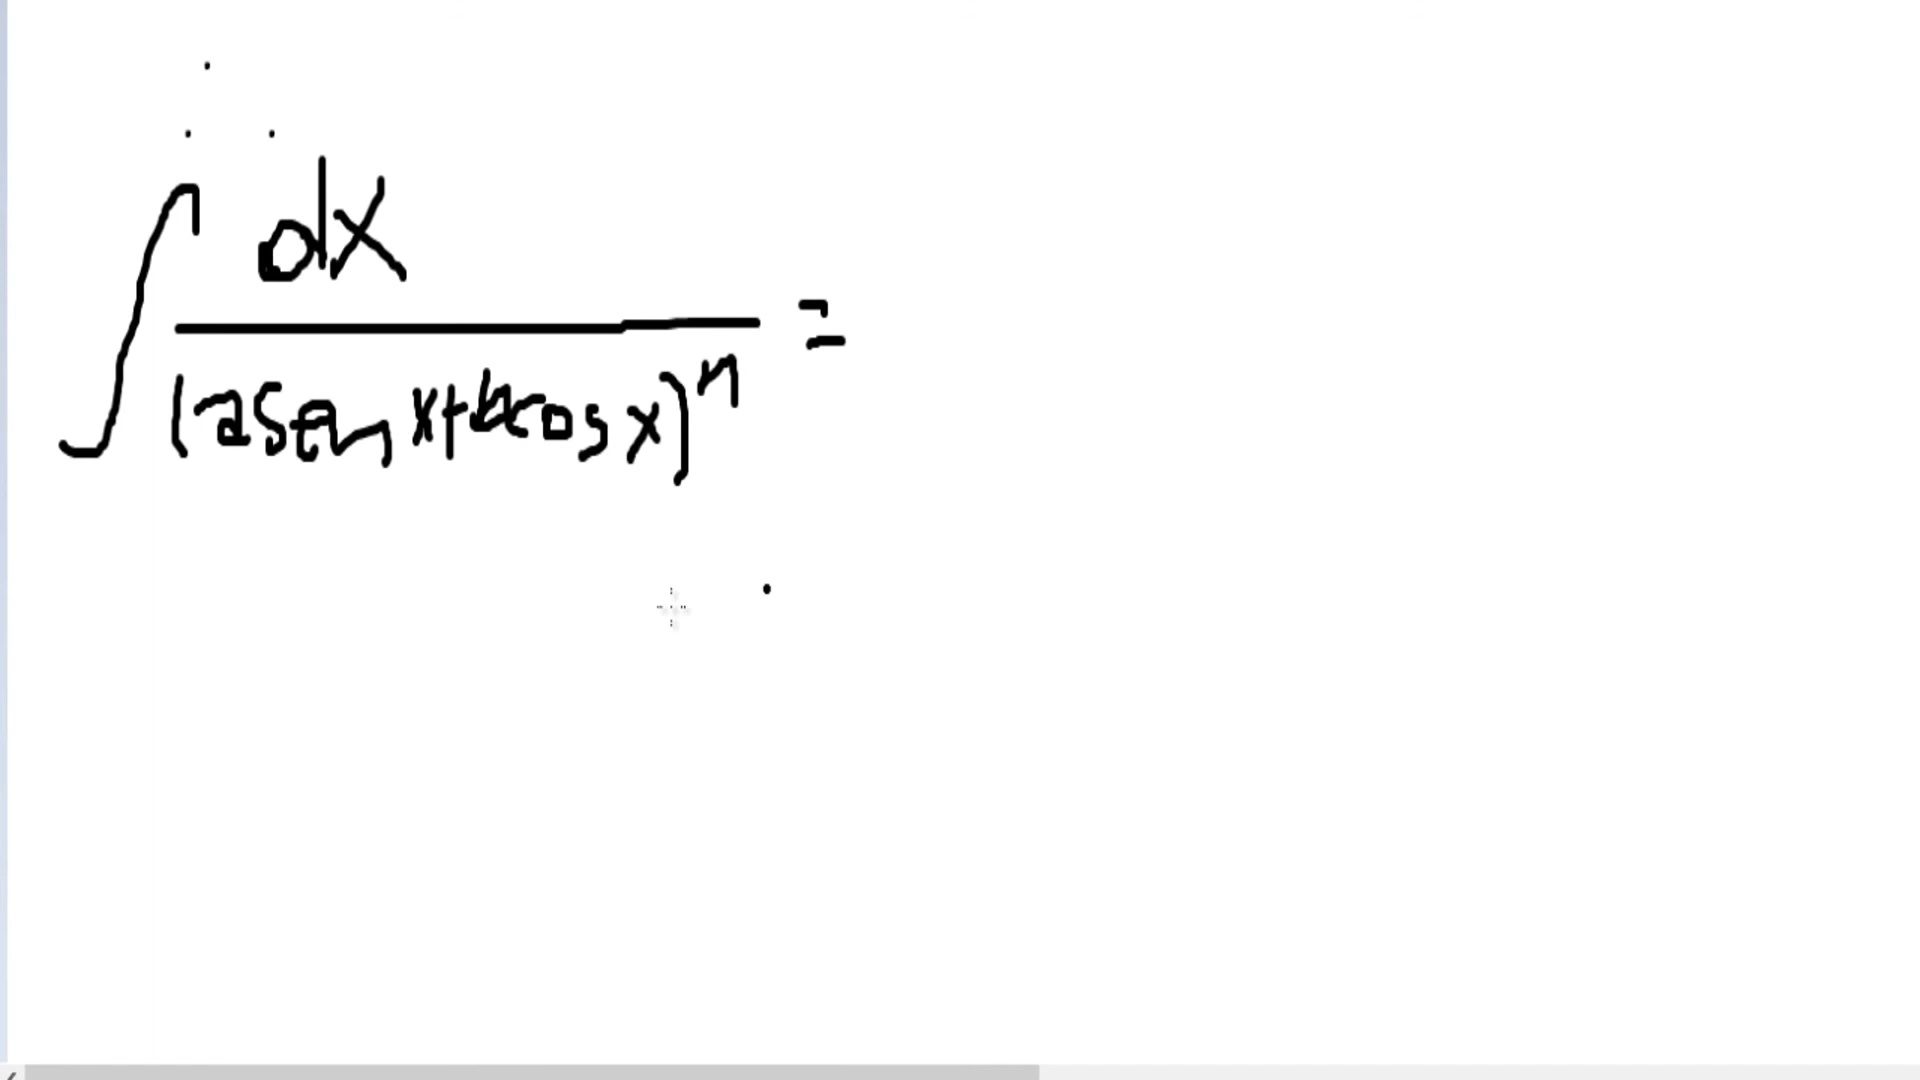 ∫ dx
(a sen x + b cos x)^n =